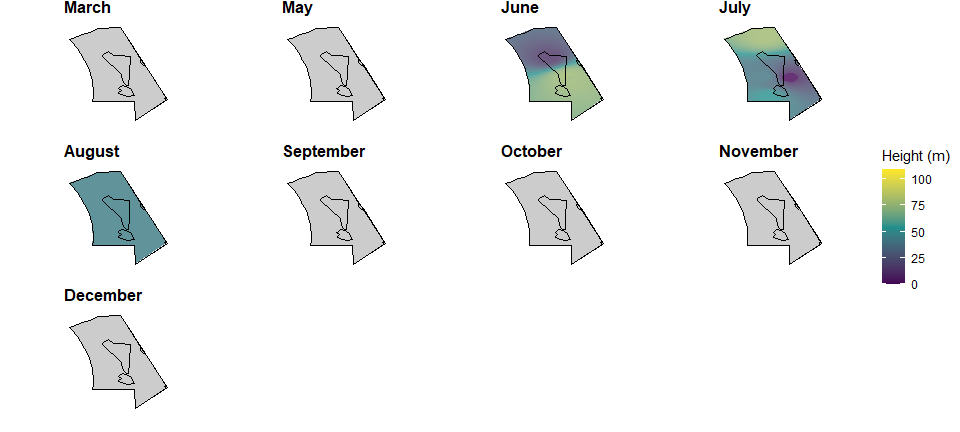 March
May
June
July
August
September
October
November
Height (m)
100
75
50
25
0
December